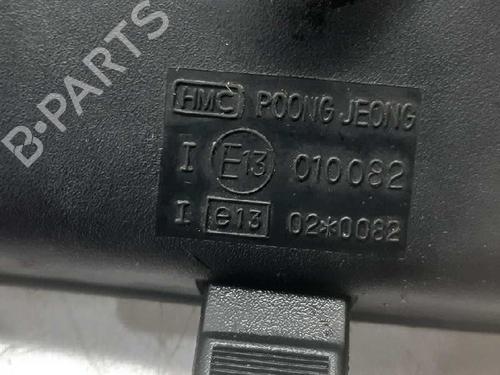 B-PARTS
HMC POONG JEONG
I E13 010082
I e13 02*0082